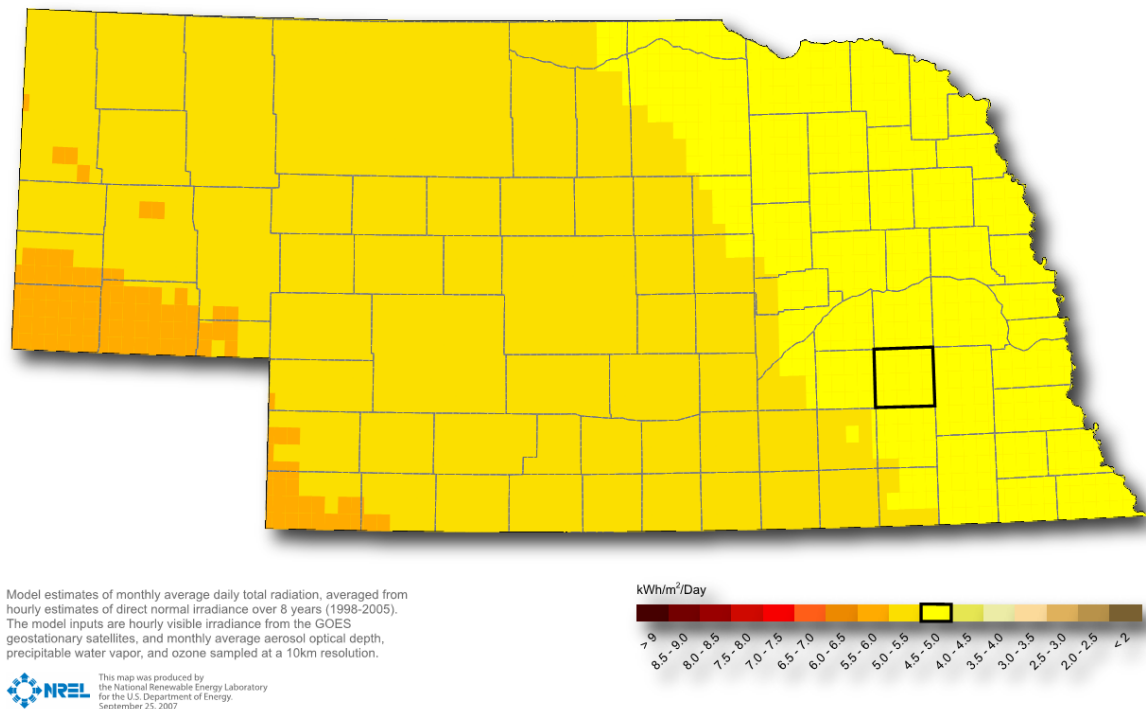 Model estimates of monthly average daily total radiation, averaged from
hourly estimates of direct normal irradiance over 8 years (1998-2005).
The model inputs are hourly visible irradiance from the GOES
geostationary satellites, and monthly average aerosol optical depth,
precipitable water vapor, and ozone sampled at a 10km resolution.
NREL
This map was produced by
the National Renewable Energy Laboratory
for the U.S. Department of Energy.
September 25, 2007
kWh/m²/Day
> 9
8.5 - 9.0
8.0 - 8.5
7.5 - 8.0
7.0 - 7.5
6.5 - 7.0
6.0 - 6.5
5.5 - 6.0
5.0 - 5.5
4.5 - 5.0
4.0 - 4.5
3.5 - 4.0
3.0 - 3.5
2.5 - 3.0
2.0 - 2.5
< 2